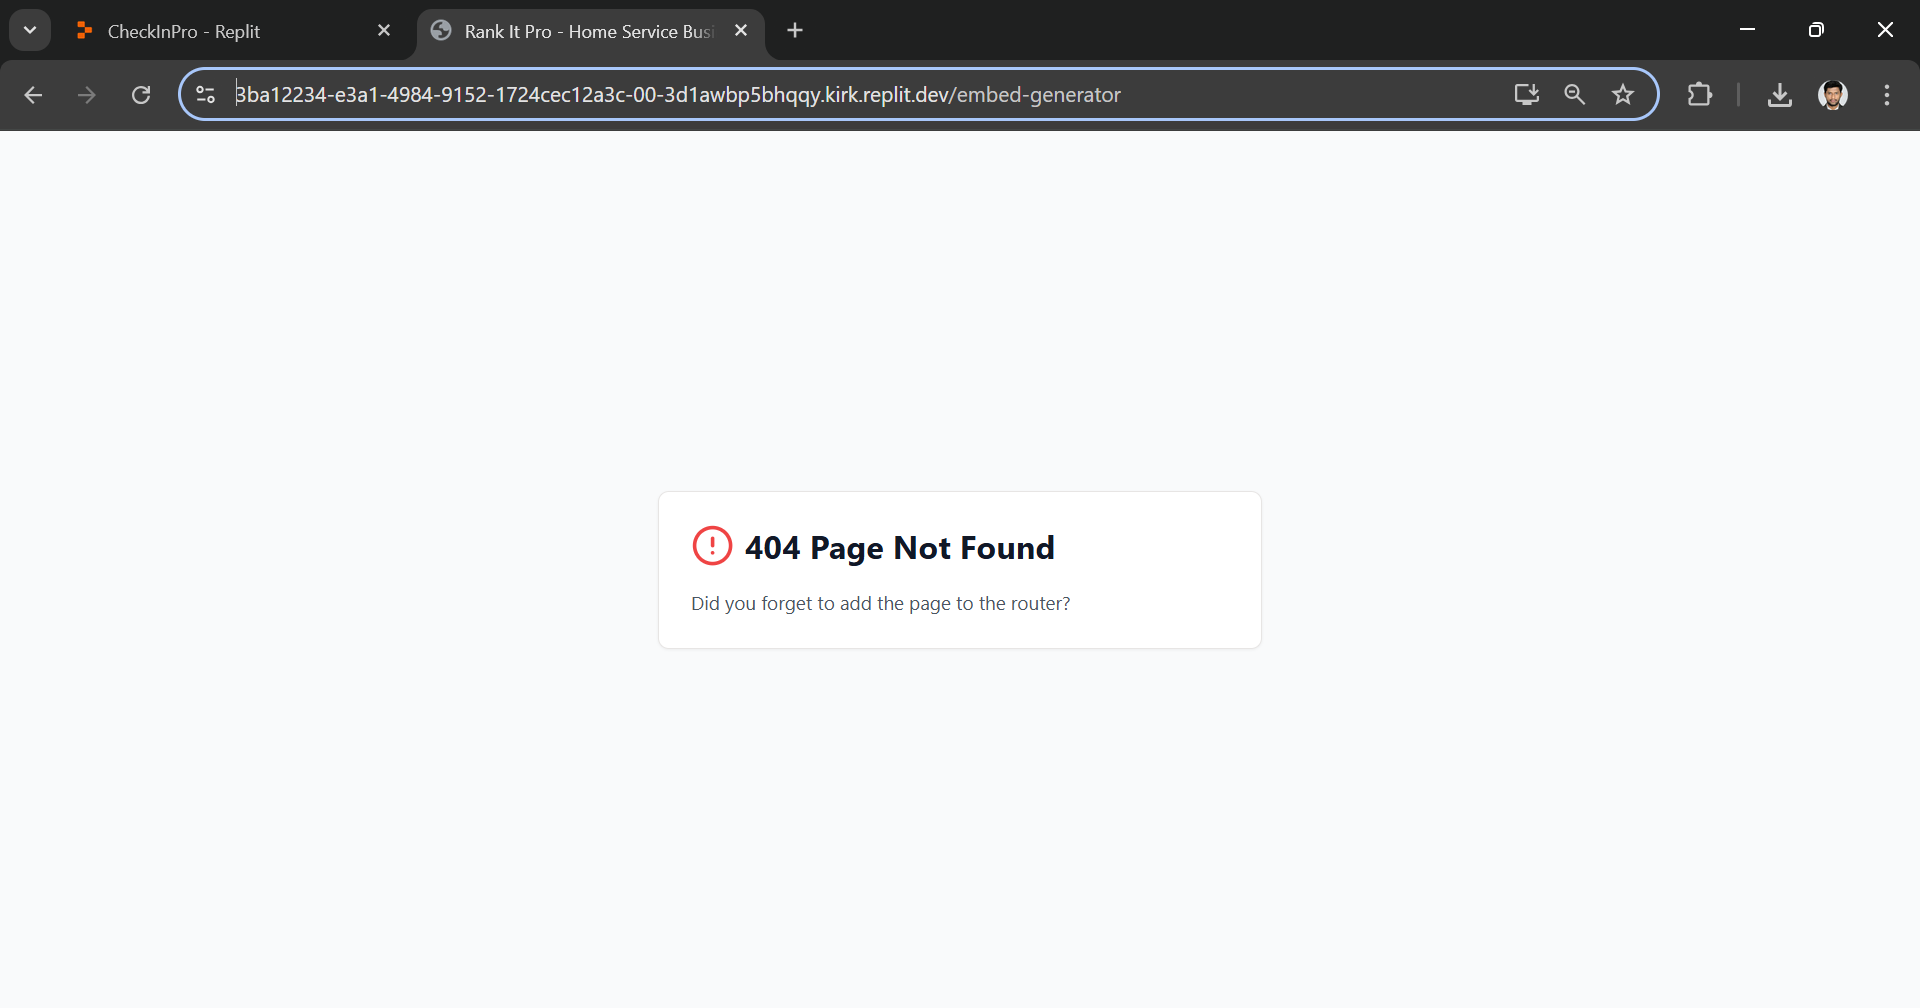 CheckInPro - Replit
Rank It Pro - Home Service Busi
3ba12234-e3a1-4984-9152-1724cec12a3c-00-3d1awbp5bhqqy.kirk.replit.dev/embed-generator
404 Page Not Found
Did you forget to add the page to the router?